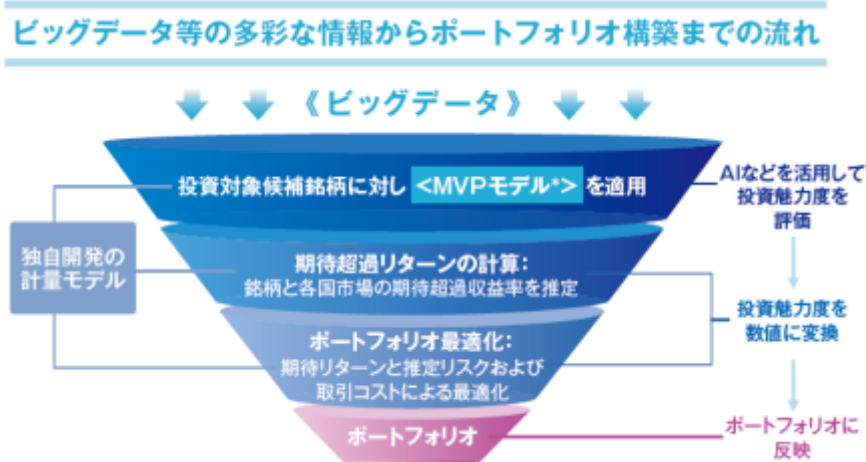 ビッグデータ等の多彩な情報からポートフォリオ構築までの流れ
《ビッグデータ》
投資対象候補銘柄に対し <MVPモデル*> を適用
AIなどを活用して
投資魅力度を
評価
独自開発の
計量モデル
期待超過リターンの計算:
銘柄と各国市場の期待超過収益率を推定
投資魅力度を
数値に変換
ポートフォリオ最適化:
期待リターンと推定リスクおよび
取引コストによる最適化
ポートフォリオ
ポートフォリオに
反映